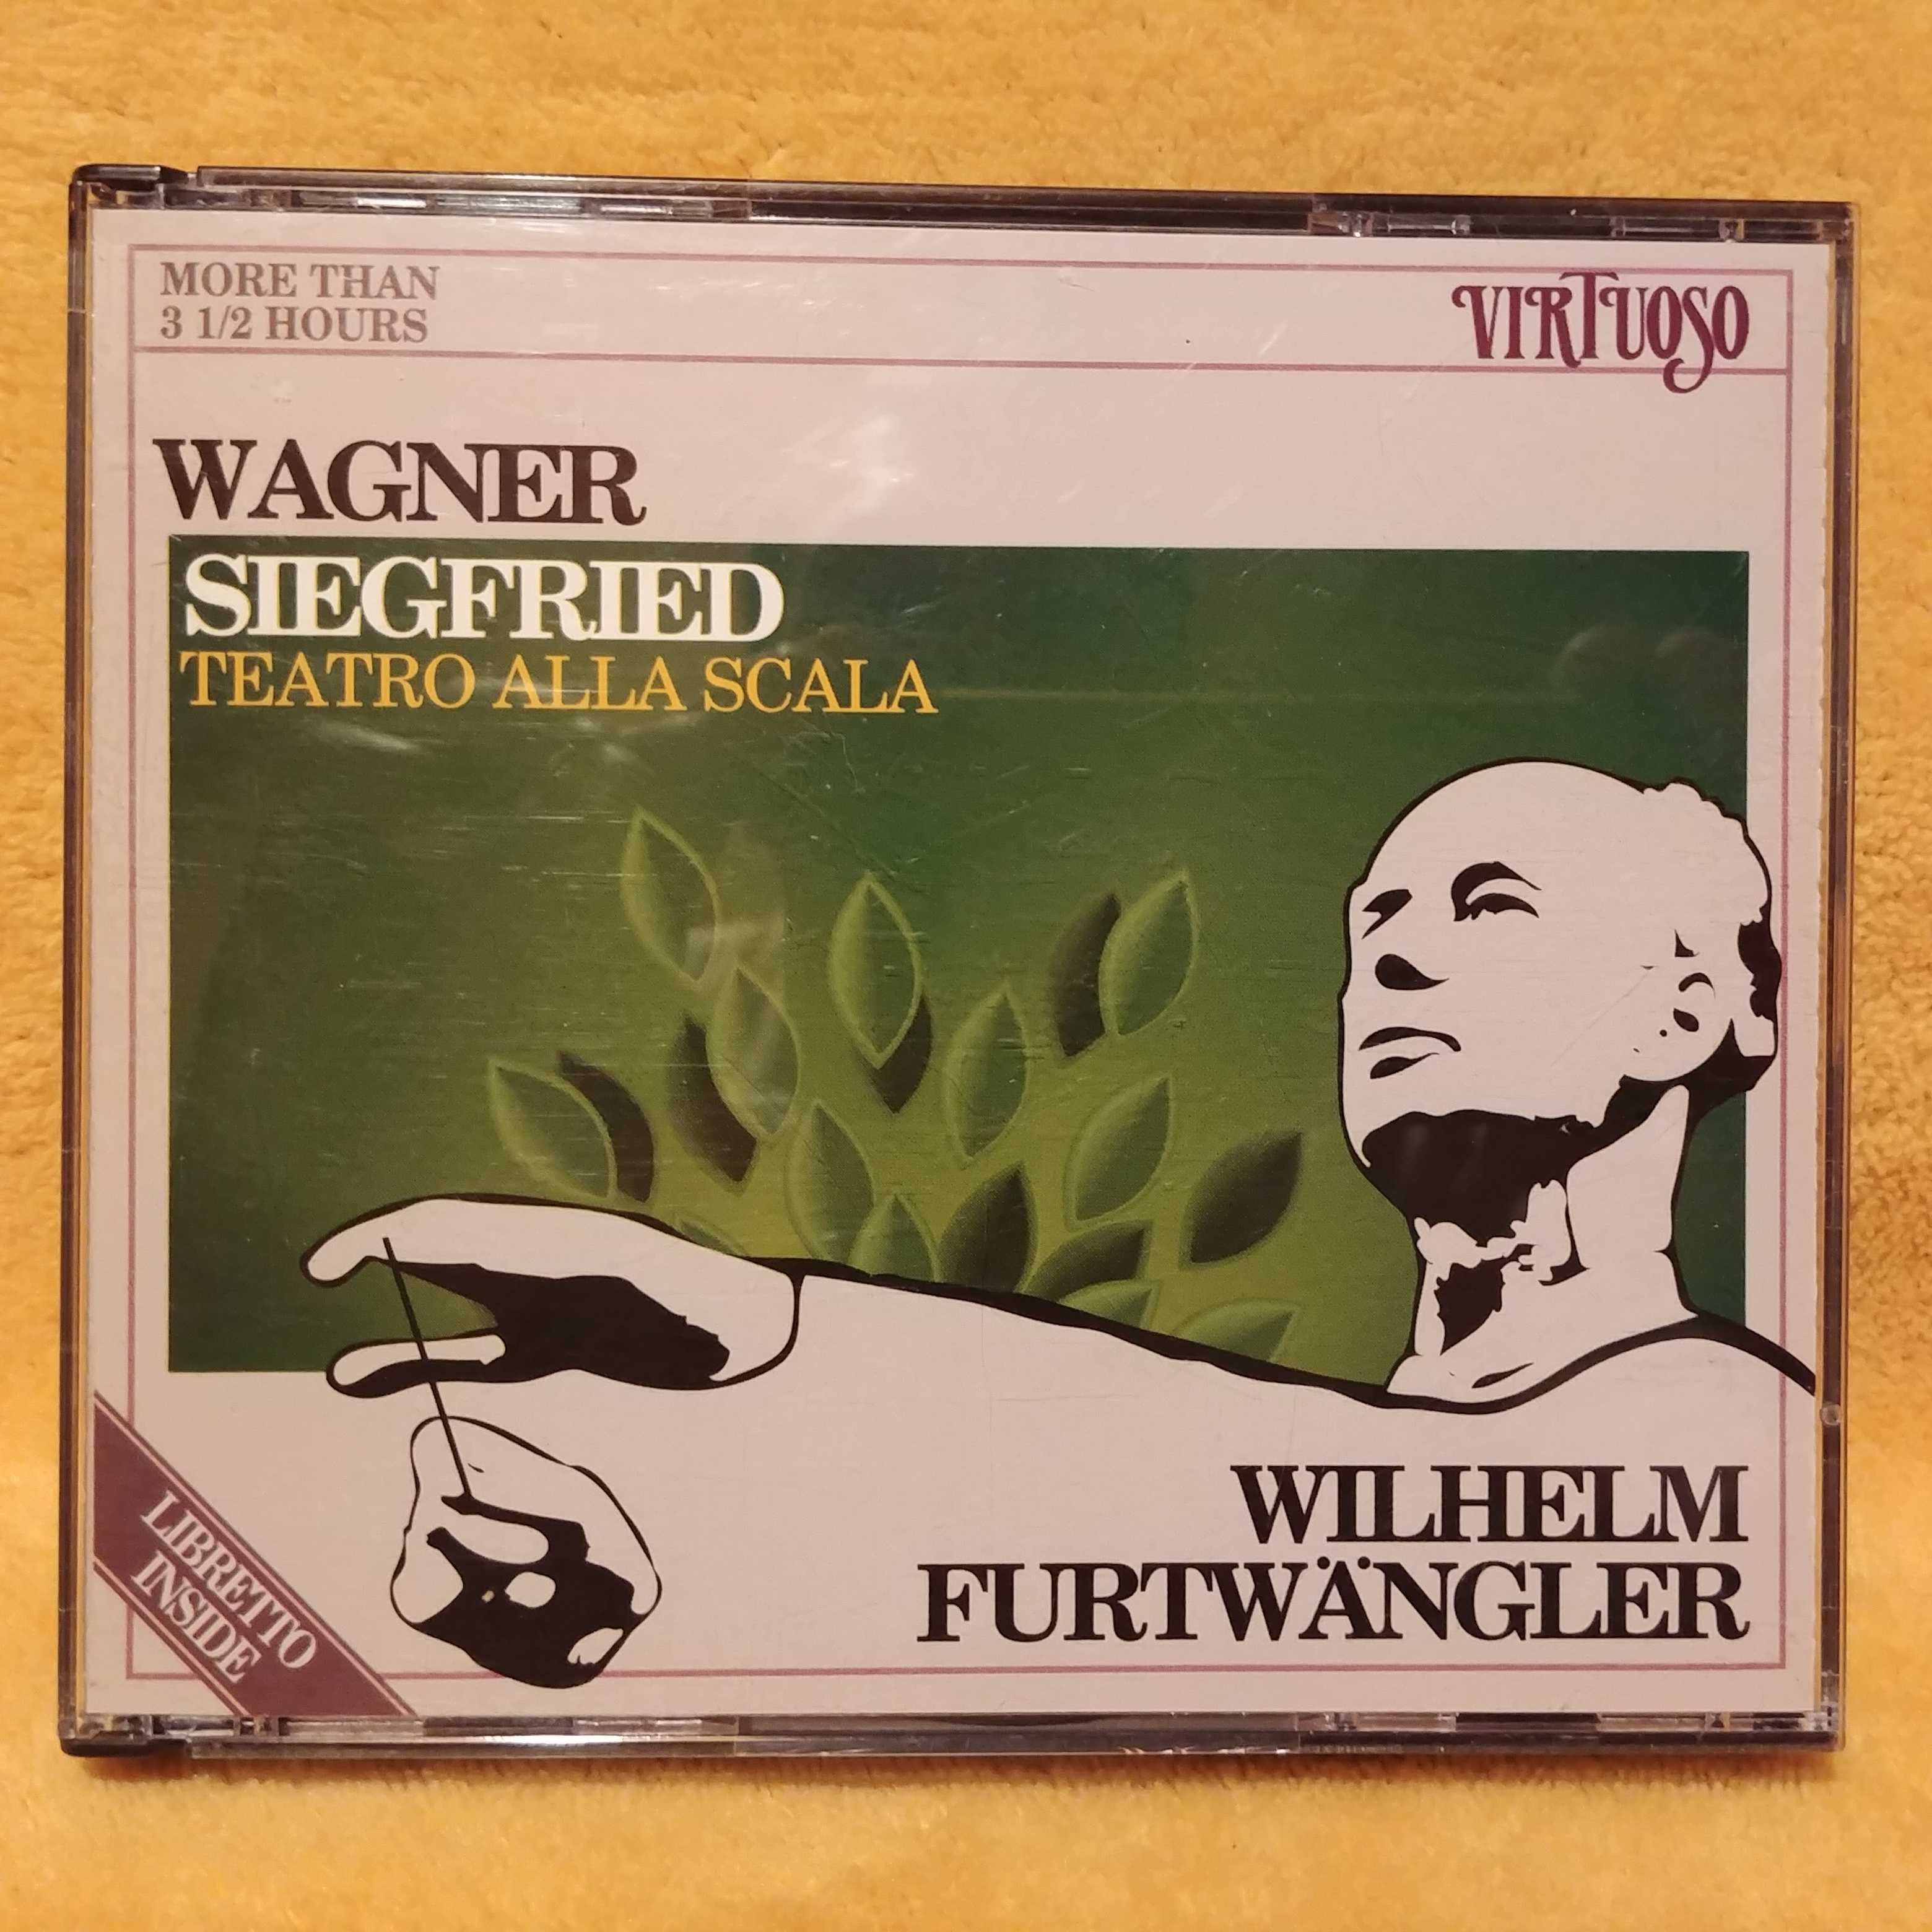 MORE THAN
3 1/2 HOURS
VIRTUOSO
WAGNER
SIEGFRIED
TEATRO ALLA SCALA
WILHELM
FURTWÄNGLER
LIBRETTO
INSIDE